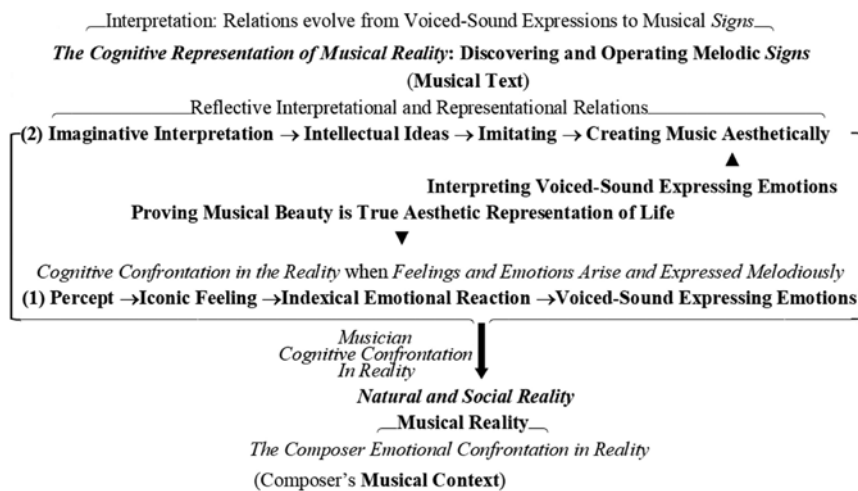 Interpretation: Relations evolve from Voiced-Sound Expressions to Musical Signs
The Cognitive Representation of Musical Reality: Discovering and Operating Melodic Signs
(Musical Text)
Reflective Interpretational and Representational Relations
(2) Imaginative Interpretation → Intellectual Ideas → Imitating → Creating Music Aesthetically
Interpreting Voiced-Sound Expressing Emotions
Proving Musical Beauty is True Aesthetic Representation of Life
Cognitive Confrontation in the Reality when Feelings and Emotions Arise and Expressed Melodiously
(1) Percept →Iconic Feeling →Indexical Emotional Reaction →Voiced-Sound Expressing Emotions
Musician
Cognitive Confrontation
In Reality
Natural and Social Reality
Musical Reality
The Composer Emotional Confrontation in Reality
(Composer's Musical Context)